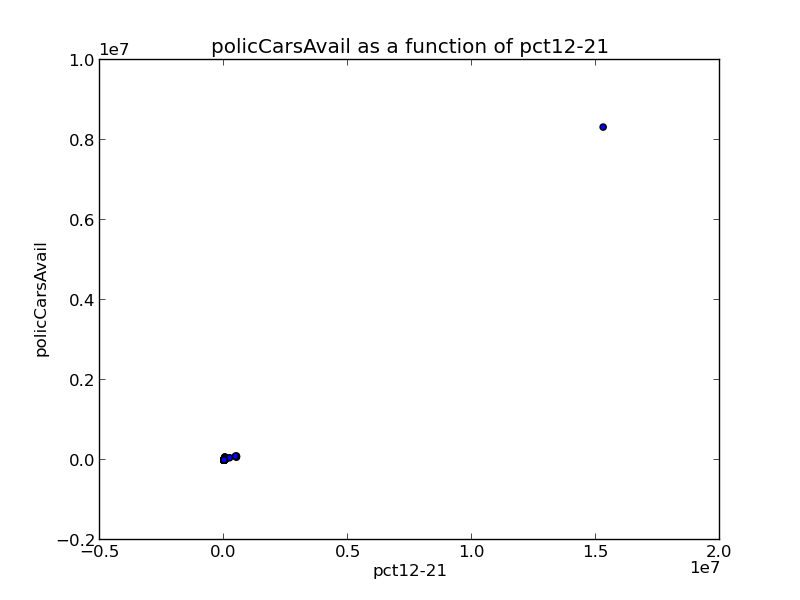 policCarsAvail as a function of pct12-21
1e7
1.0
0.8
0.6
0.4
0.2
0.0
−0.2
policCarsAvail
−0.5 0.0 0.5 1.0 1.5 2.0
1e7
pct12-21